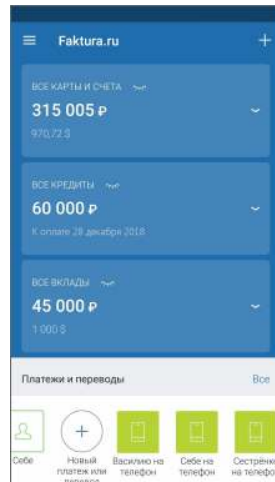 Faktura.ru
ВСЕ КАРТЫ И СЧЕТА
315 005 ₽
970,72 $
ВСЕ КРЕДИТЫ
60 000 ₽
К оплате 28 декабря 2018
ВСЕ ВКЛАДЫ
45 000 ₽
1 000 $
Платежи и переводы Все
Себе
Новый платеж или перевод
Василию на телефон
Себе на телефон
Сестрёнке на телефо